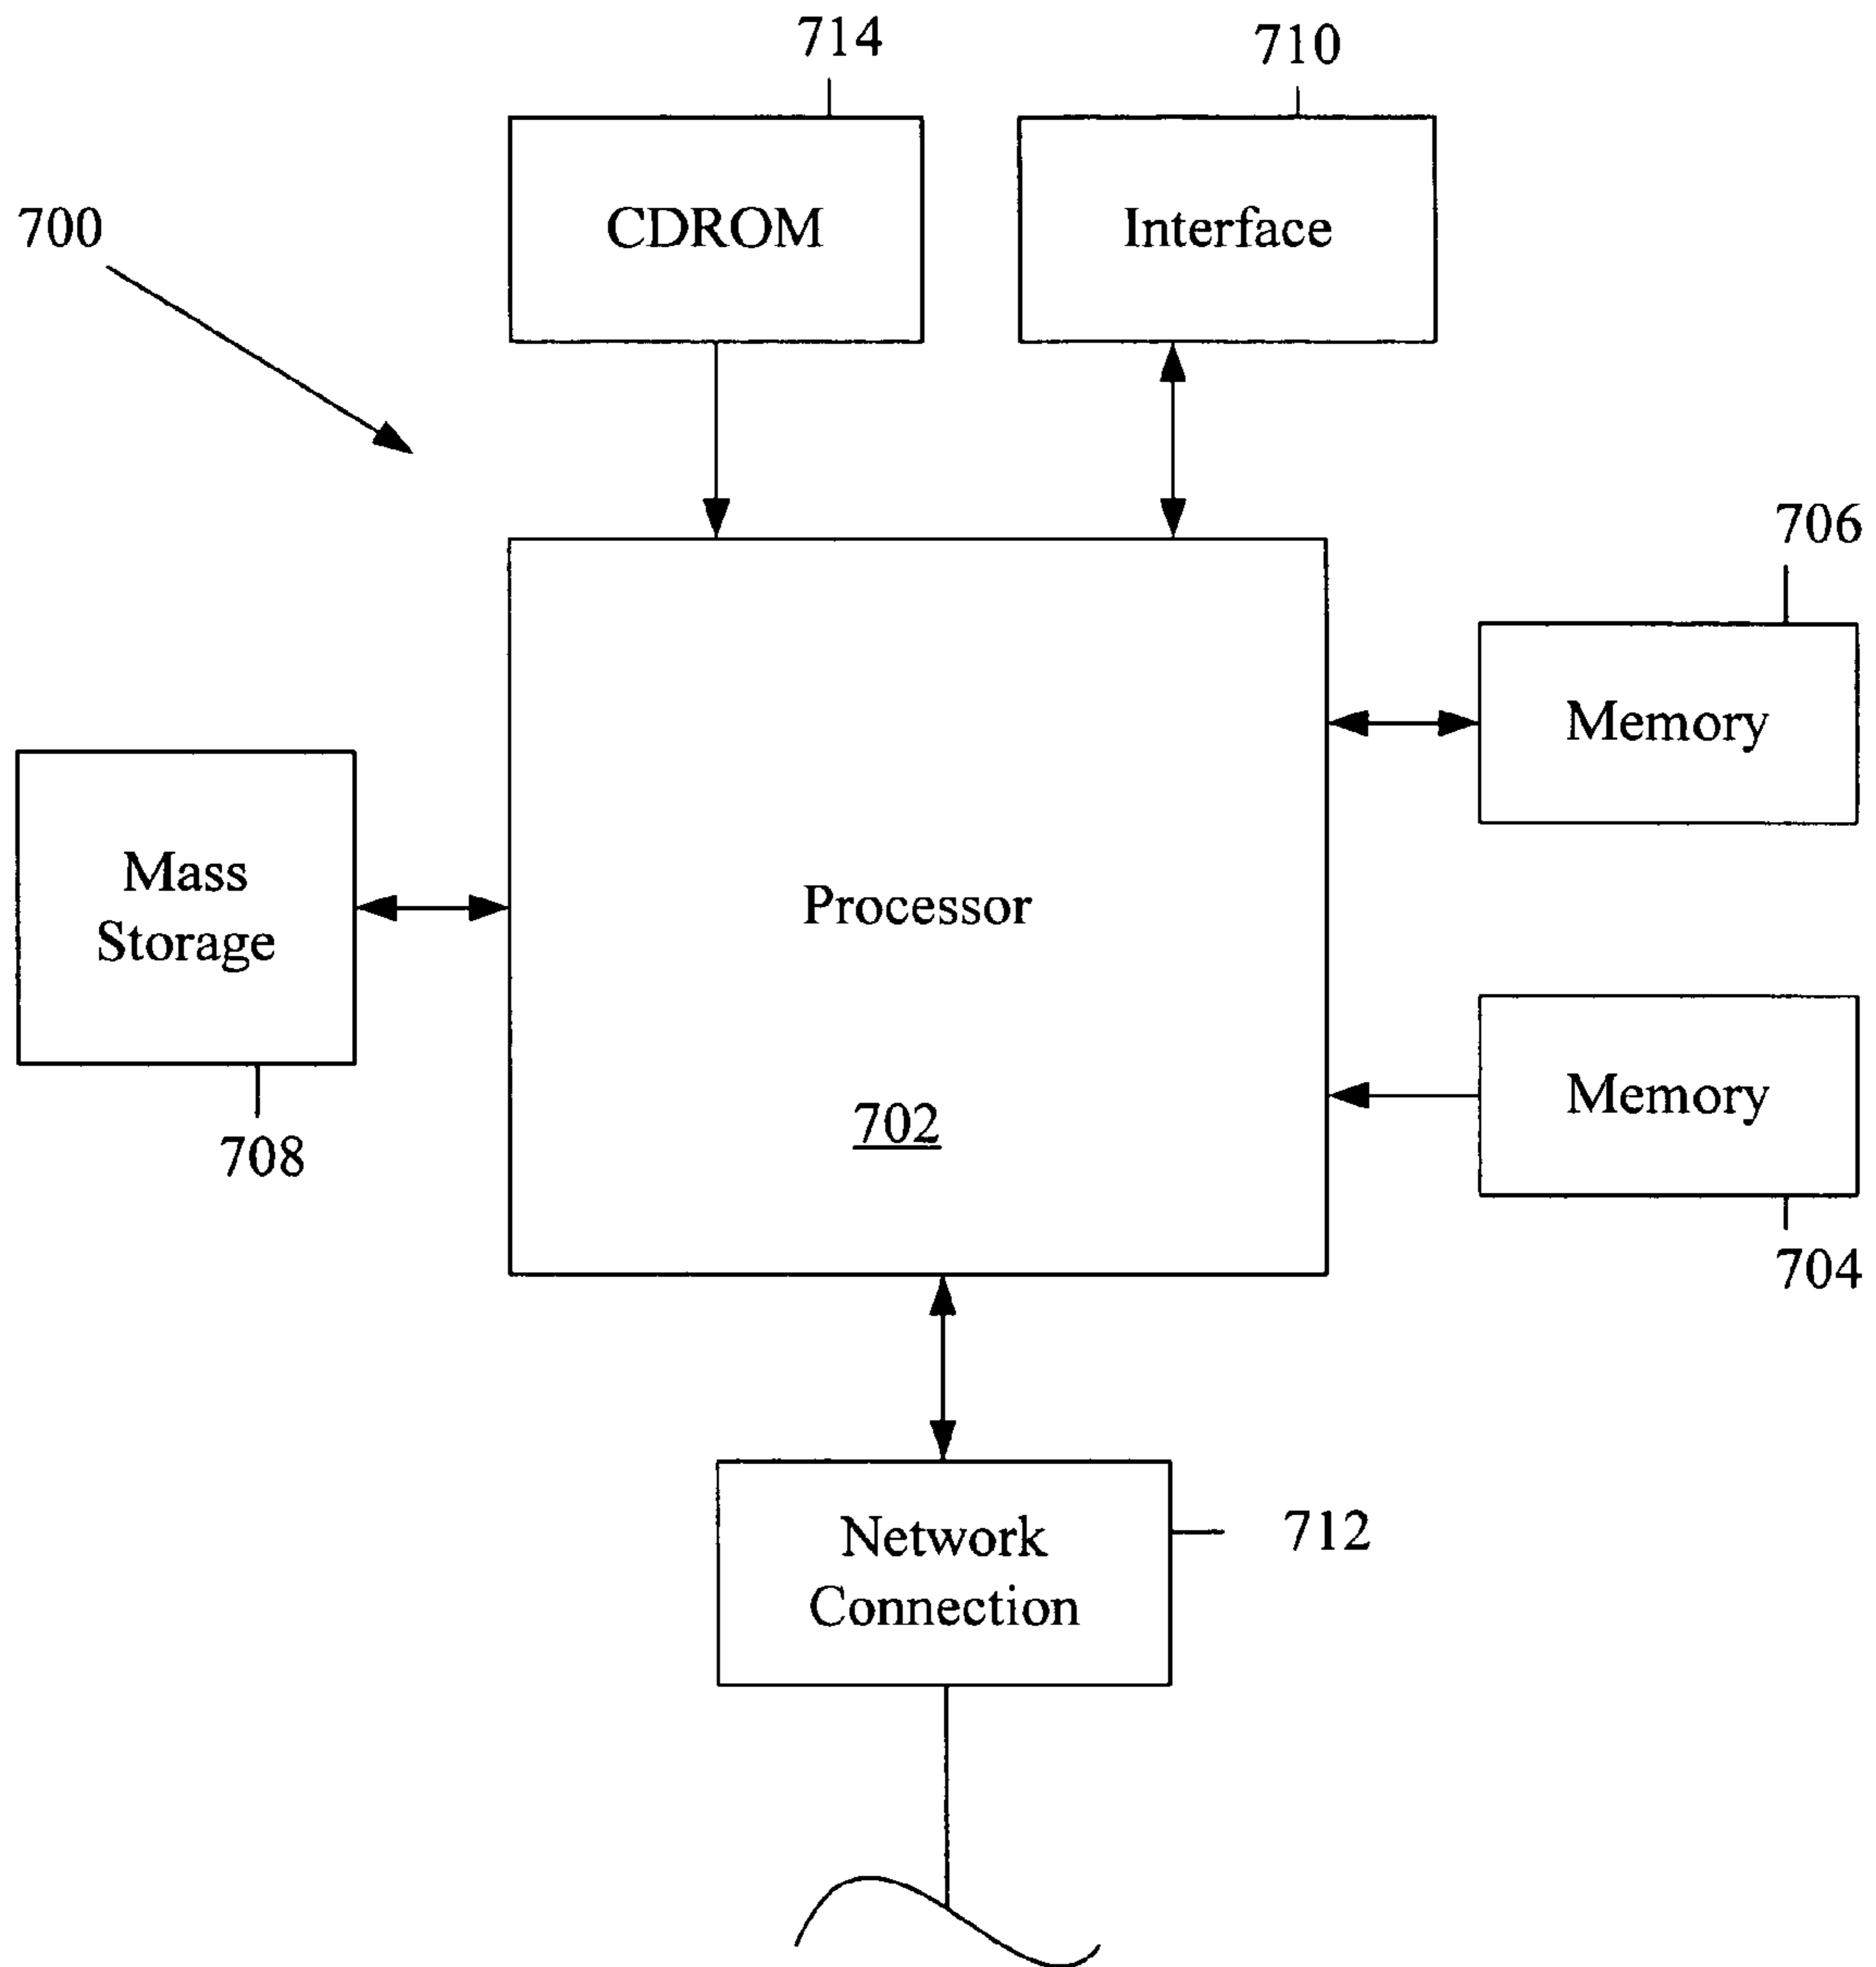 714
710
700
CDROM
Interface
706
Memory
Mass
Storage
Processor
Memory
702
708
704
Network
Connection
712